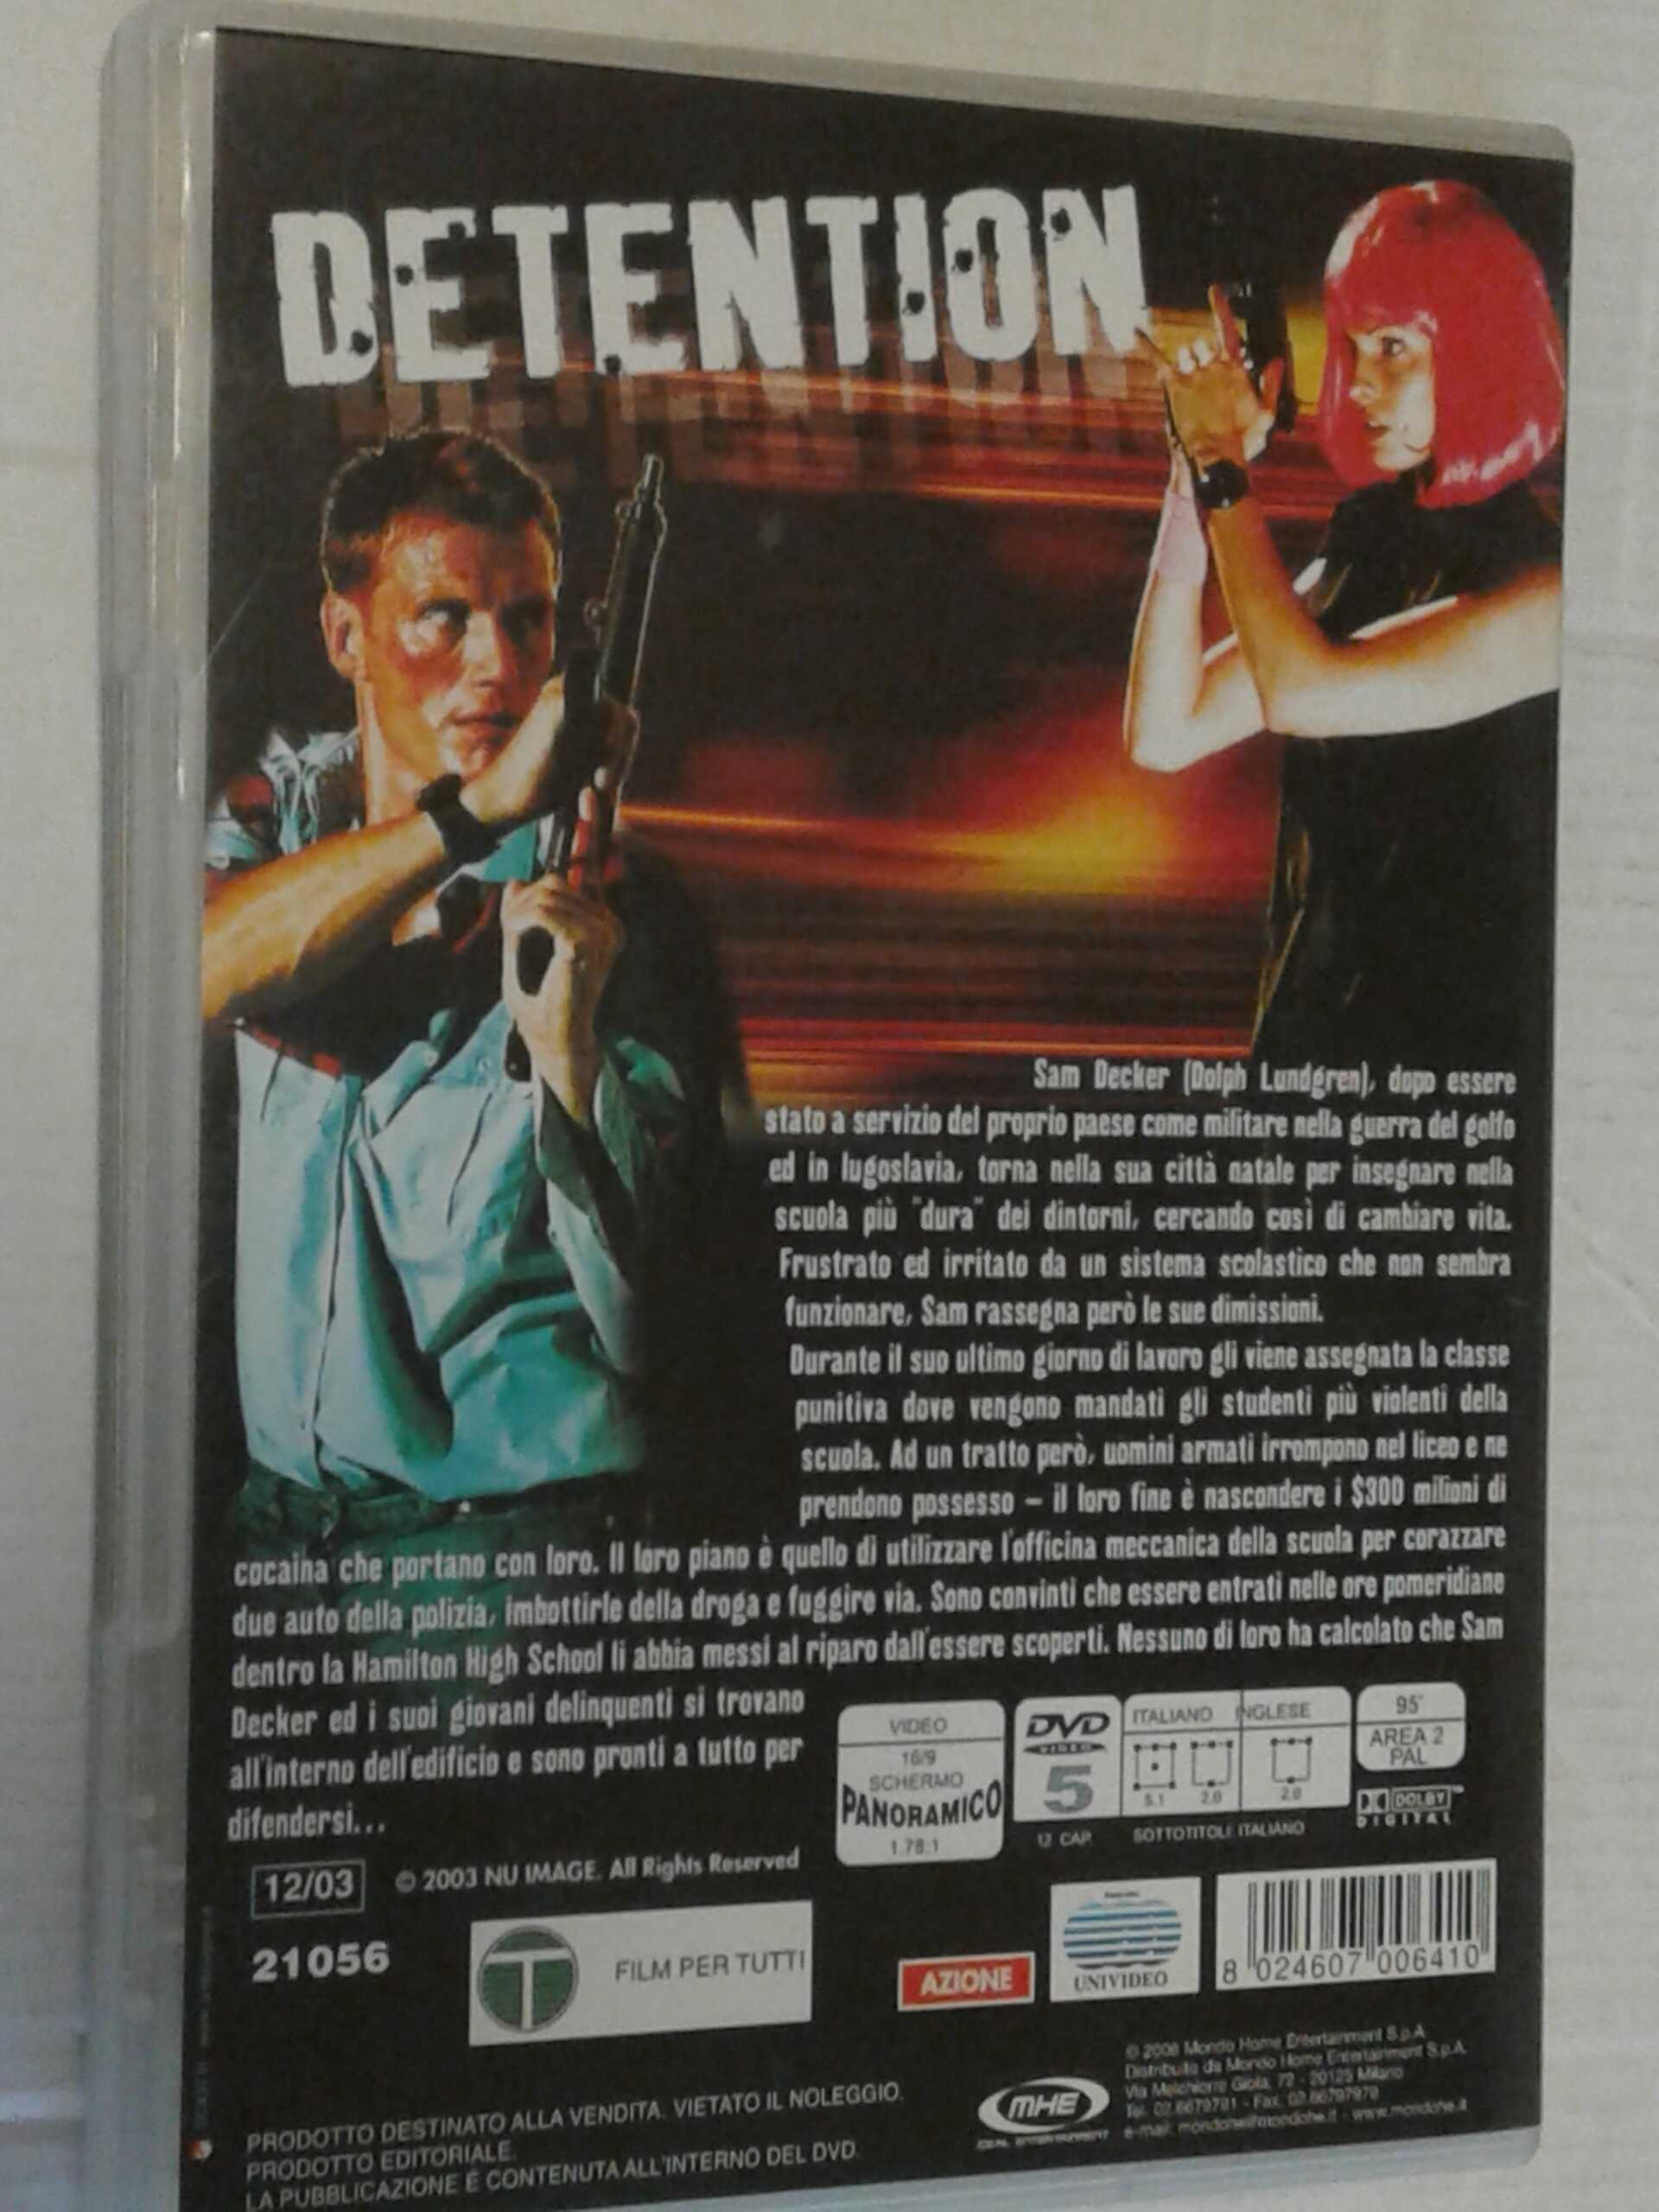 DETENTION
Sam Decker (Dolph Lundgren), dopo essere
stato a servizio del proprio paese come militare nella guerra del golfo
ed in Iugoslavia, torna nella sua città natale per insegnare nella
scuola più "dura" dei dintorni, cercando così di cambiare vita.
Frustrato ed irritato da un sistema scolastico che non sembra
funzionare, Sam rassegna però le sue dimissioni.
Durante il suo ultimo giorno di lavoro gli viene assegnata la classe
punitiva dove vengono mandati gli studenti più violenti della
scuola. Ad un tratto però, uomini armati irrompono nel liceo e ne
prendono possesso – il loro fine è nascondere i $300 milioni di
cocaina che portano con loro. Il loro piano è quello di utilizzare l'officina meccanica della scuola per corazzare
due auto della polizia, imbottirle della droga e fuggire via. Sono convinti che essere entrati nelle ore pomeridiane
dentro la Hamilton High School li abbia messi al riparo dall'essere scoperti. Nessuno di loro ha calcolato che Sam
Decker ed i suoi giovani delinquenti si trovano
all'interno dell'edificio e sono pronti a tutto per
difendersi...
VIDEO
16/9
SCHERMO
PANORAMICO
1.78:1
DVD
VIDEO
5
12 CAP.
ITALIANO INGLESE
5.1 2.0 2.0
SOTTOTITOLI: ITALIANO
95'
AREA 2
PAL
DOLBY
DIGITAL
12/03 © 2003 NU IMAGE. All Rights Reserved
21056
T FILM PER TUTTI
AZIONE
UNIVIDEO
8 024607 006410
PRODOTTO DESTINATO ALLA VENDITA. VIETATO IL NOLEGGIO.
PRODOTTO EDITORIALE.
LA PUBBLICAZIONE È CONTENUTA ALL'INTERNO DEL DVD.
MHE
© 2006 Mondo Home Entertainment S.p.A.
Distribuito da Mondo Home Entertainment S.p.A.
Via Melchiorre Gioia, 72 - 20125 Milano
Tel. 02.6679791 - Fax. 02.66797979
www.mondohe.it